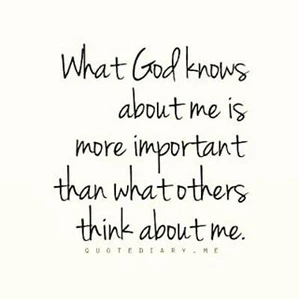 What God knows
about me is
more important
than what others
think about me.
QUOTEDIARY.ME